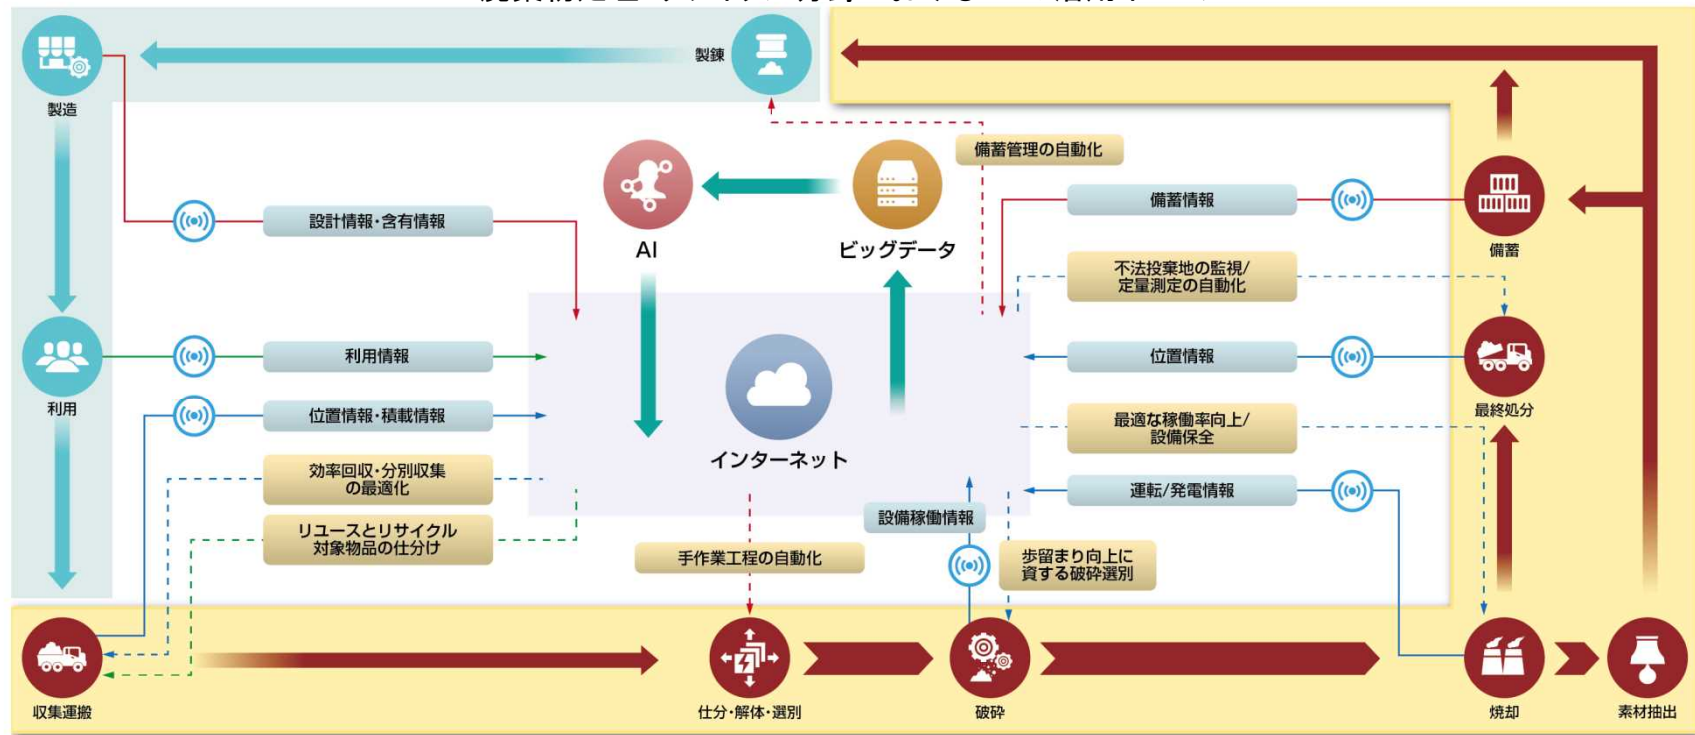 製錬
製造
備蓄管理の自動化
AI
ビッグデータ
設計情報・含有情報
備蓄情報
備蓄
不法投棄地の監視/
定量測定の自動化
利用情報
位置情報
利用
最終処分
位置情報・積載情報
最適な稼働率向上/
設備保全
インターネット
効率回収・分別収集
の最適化
運転/発電情報
設備稼働情報
リユースとリサイクル
対象物品の仕分け
手作業工程の自動化
歩留まり向上に
資する破砕選別
収集運搬
仕分・解体・選別
破砕
焼却
素材抽出